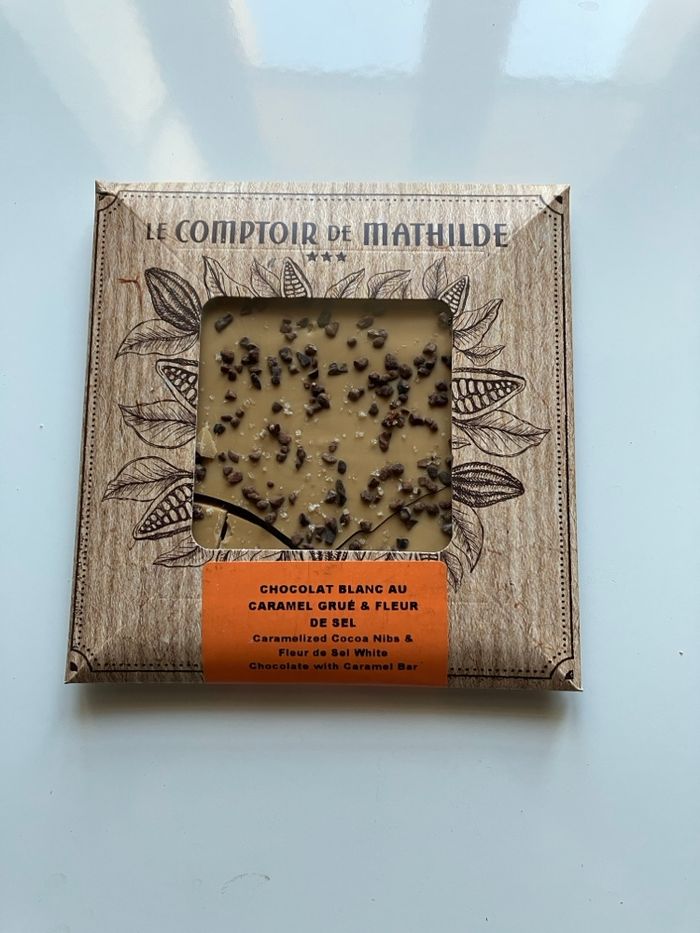 LE COMPTOIR DE MATHILDE
CHOCOLAT BLANC AU
CARAMEL GRUÉ & FLEUR
DE SEL
Caramelized Cocoa Nibs &
Fleur de Sel White
Chocolate with Caramel Bar